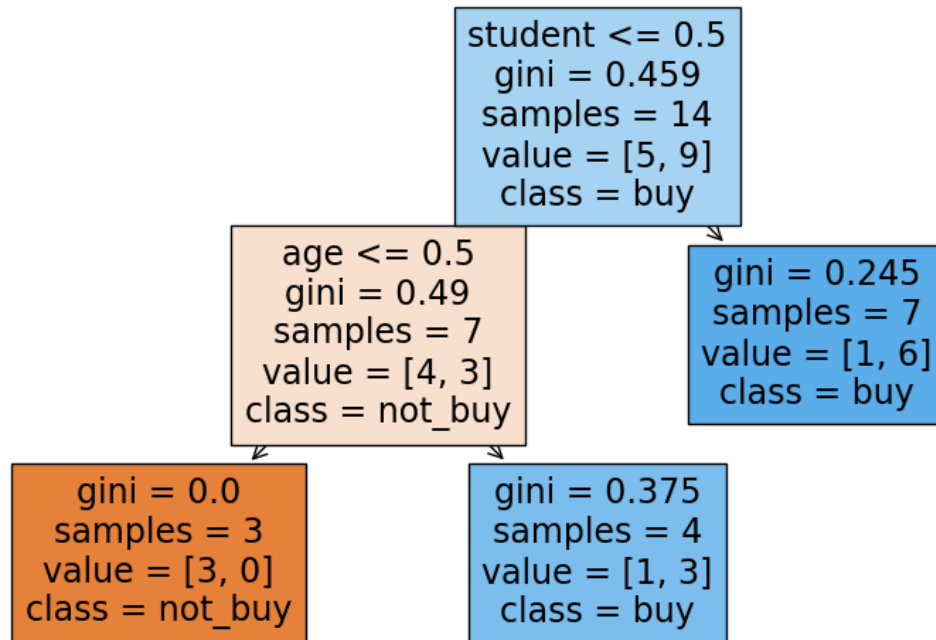 student <= 0.5
gini = 0.459
samples = 14
value = [5, 9]
class = buy
age <= 0.5
gini = 0.49
samples = 7
value = [4, 3]
class = not_buy
gini = 0.245
samples = 7
value = [1, 6]
class = buy
gini = 0.0
samples = 3
value = [3, 0]
class = not_buy
gini = 0.375
samples = 4
value = [1, 3]
class = buy